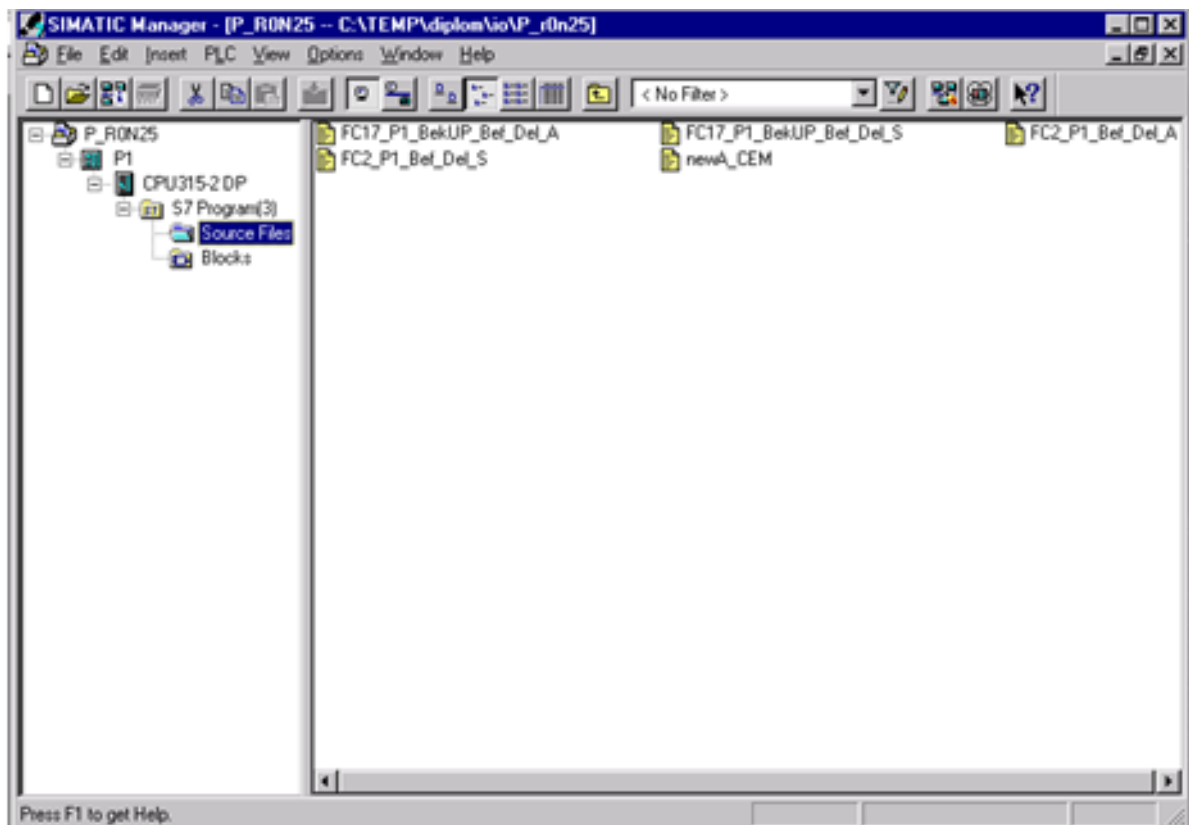 SIMATIC Manager - [P_R0N25 -- C:\TEMP\diplom\io\P_r0n25]
File Edit Insert PLC View Options Window Help
< No Filter >
P_R0N25
P1
CPU315-2 DP
S7 Program(3)
Source Files
Blocks
FC17_P1_BekUP_Bef_Del_A FC17_P1_BekUP_Bef_Del_S FC2_P1_Bef_Del_A
FC2_P1_Bef_Del_S newA_CEM
Press F1 to get Help.